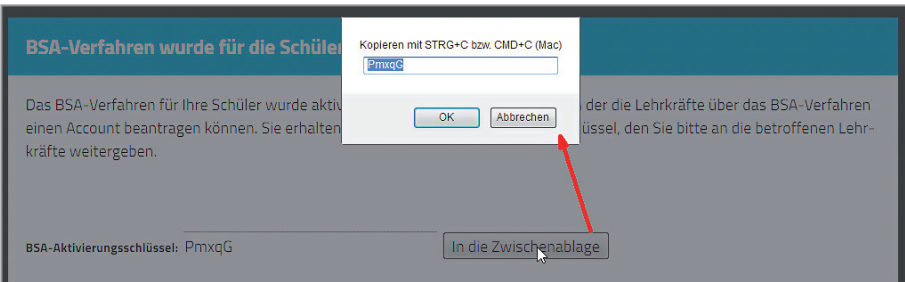 BSA-Verfahren wurde für die Schüler
Kopieren mit STRG+C bzw. CMD+C (Mac)
PmxqG
OK Abbrechen
Das BSA-Verfahren für Ihre Schüler wurde aktiv der die Lehrkräfte über das BSA-Verfahren
einen Account beantragen können. Sie erhalten üssel, den Sie bitte an die betroffenen Lehr-
kräfte weitergeben.
BSA-Aktivierungsschlüssel: PmxqG In die Zwischenablage